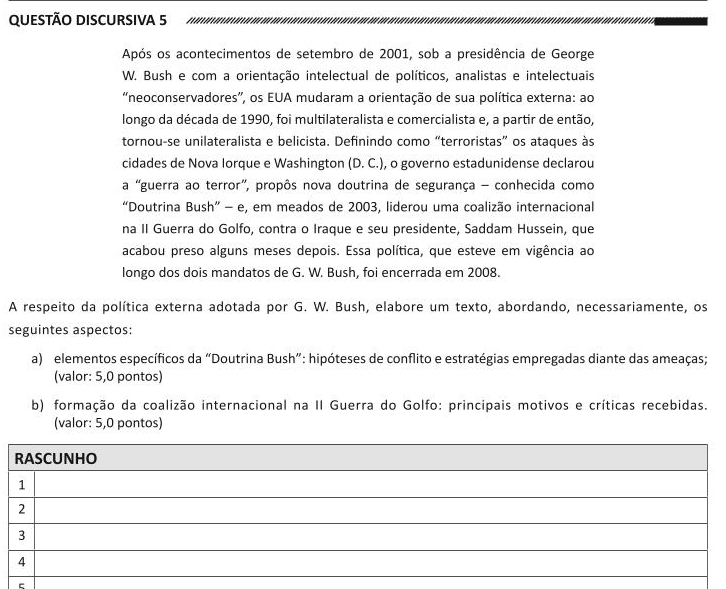 QUESTÃO DISCURSIVA 5
Após os acontecimentos de setembro de 2001, sob a presidência de George
W. Bush e com a orientação intelectual de políticos, analistas e intelectuais
“neoconservadores”, os EUA mudaram a orientação de sua política externa: ao
longo da década de 1990, foi multilateralista e comercialista e, a partir de então,
tornou-se unilateralista e belicista. Definindo como “terroristas” os ataques às
cidades de Nova Iorque e Washington (D. C.), o governo estadunidense declarou
a “guerra ao terror”, propôs nova doutrina de segurança – conhecida como
“Doutrina Bush” – e, em meados de 2003, liderou uma coalizão internacional
na II Guerra do Golfo, contra o Iraque e seu presidente, Saddam Hussein, que
acabou preso alguns meses depois. Essa política, que esteve em vigência ao
longo dos dois mandatos de G. W. Bush, foi encerrada em 2008.
A respeito da política externa adotada por G. W. Bush, elabore um texto, abordando, necessariamente, os
seguintes aspectos:
a) elementos específicos da “Doutrina Bush”: hipóteses de conflito e estratégias empregadas diante das ameaças;
(valor: 5,0 pontos)
b) formação da coalizão internacional na II Guerra do Golfo: principais motivos e críticas recebidas.
(valor: 5,0 pontos)
RASCUNHO
1
2
3
4
5